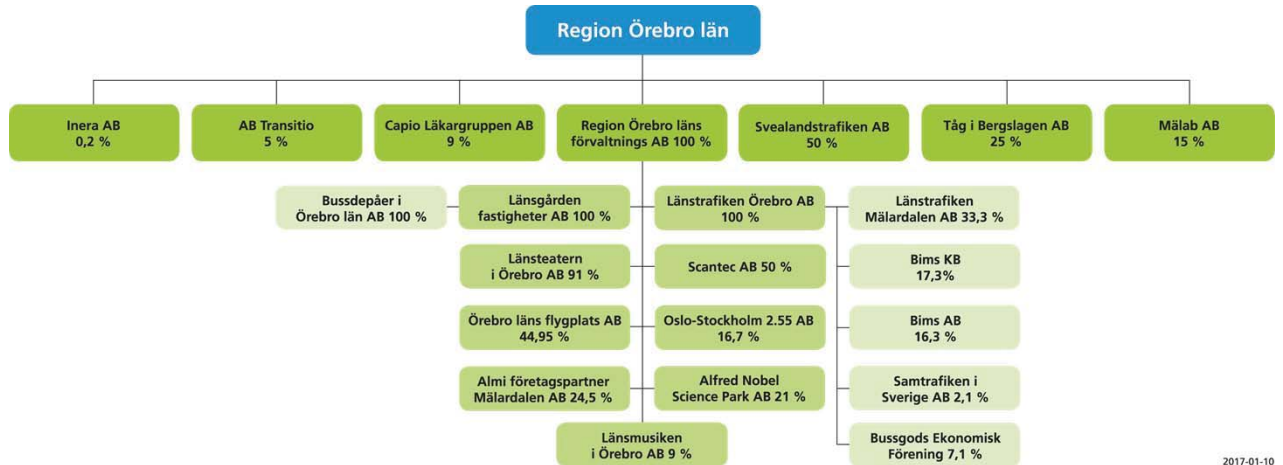 Region Örebro län
Inera AB
0,2 %
AB Transitio
5 %
Capio Läkargruppen AB
9 %
Region Örebro läns
förvaltnings AB 100 %
Svealandstrafiken AB
50 %
Tåg i Bergslagen AB
25 %
Mälab AB
15 %
Bussdepåer i
Örebro län AB 100 %
Länsgården
fastigheter AB 100 %
Länstrafiken Örebro AB
100 %
Länstrafiken
Mälardalen AB 33,3 %
Länsteatern
i Örebro AB 91 %
Scantec AB 50 %
Bims KB
17,3%
Örebro läns flygplats AB
44,95 %
Oslo-Stockholm 2.55 AB
16,7 %
Bims AB
16,3 %
Almi företagspartner
Mälardalen AB 24,5 %
Alfred Nobel
Science Park AB 21 %
Samtrafiken i
Sverige AB 2,1 %
Länsmusiken
i Örebro AB 9 %
Bussgods Ekonomisk
Förening 7,1 %
2017-01-10